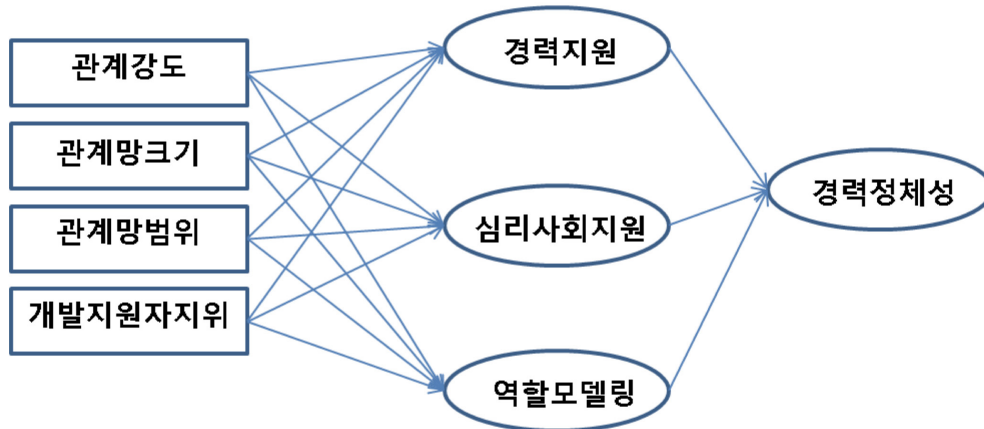 관계강도
관계망크기
관계망범위
개발지원자지위
경력지원
심리사회지원
역할모델링
경력정체성